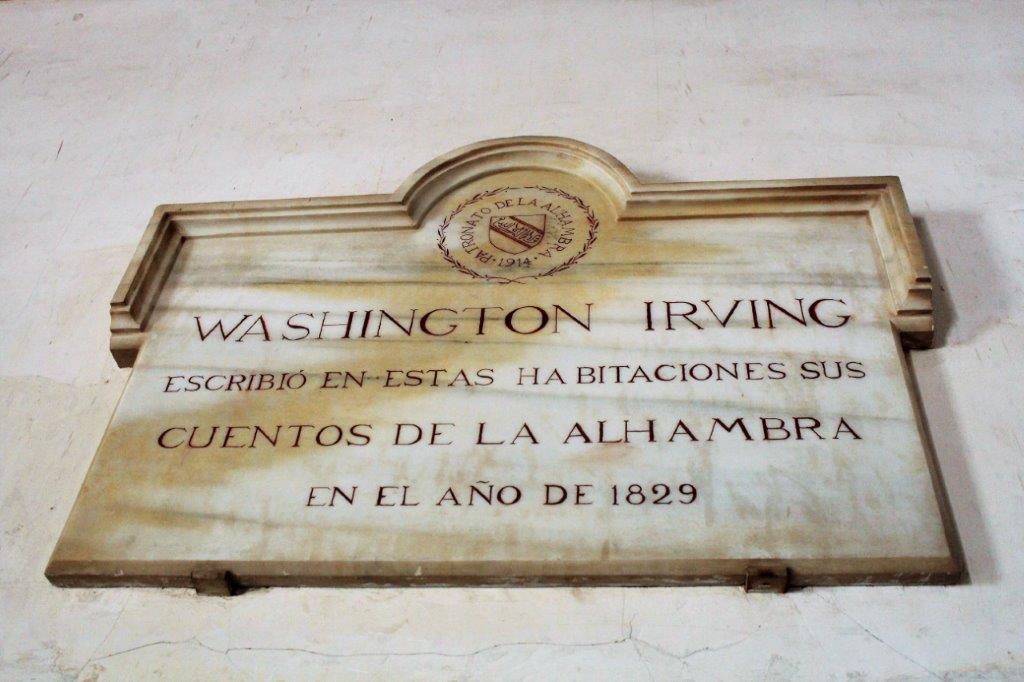 PATRONATO DE LA ALHAMBRA
· 1914 ·
WASHINGTON IRVING
ESCRIBIÓ EN ESTAS HABITACIONES SUS
CUENTOS DE LA ALHAMBRA
EN EL AÑO DE 1829